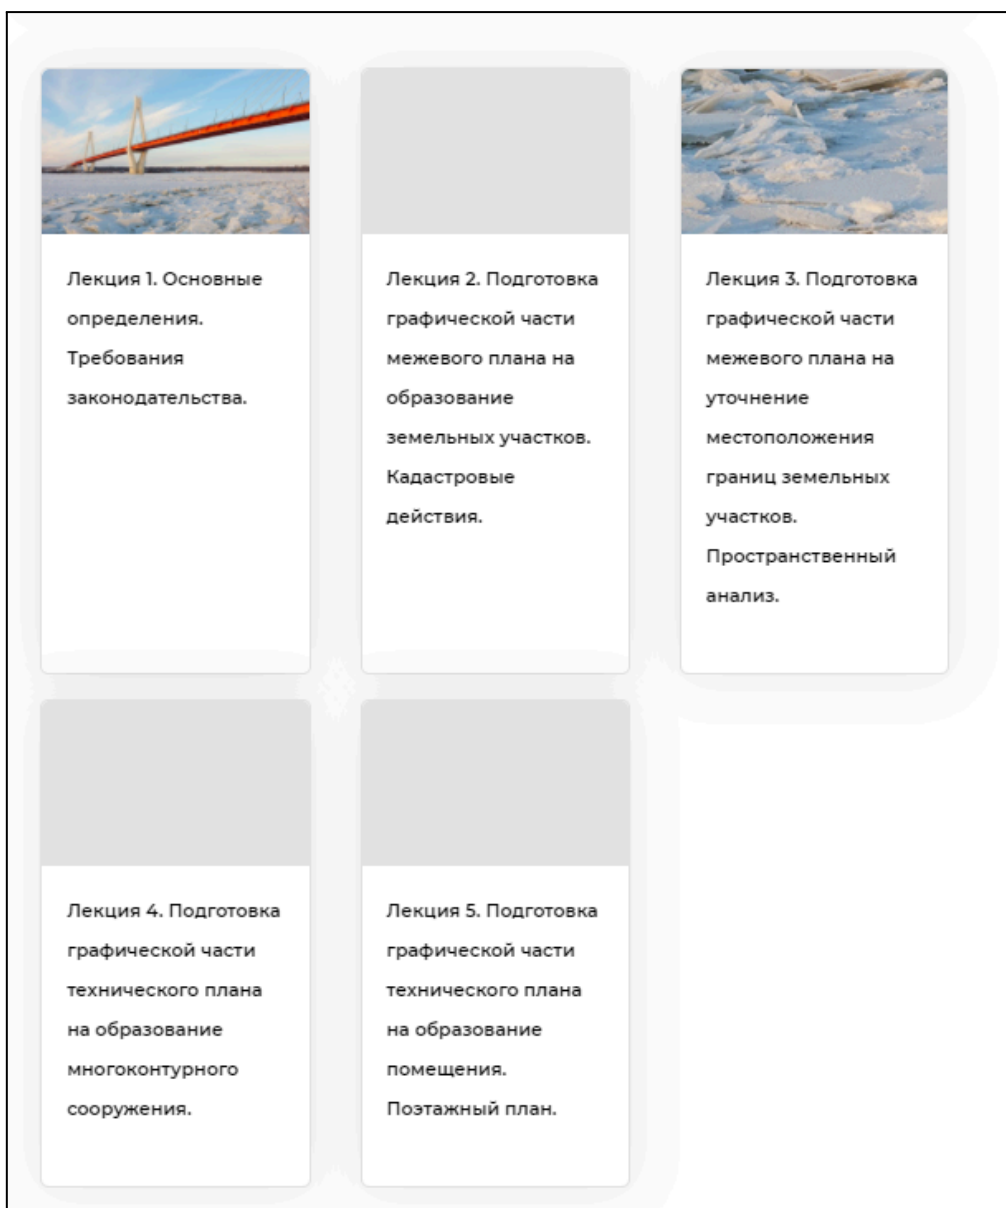 Лекция 1. Основные
определения.
Требования
законодательства.
Лекция 2. Подготовка
графической части
межевого плана на
образование
земельных участков.
Кадастровые
действия.
Лекция 3. Подготовка
графической части
межевого плана на
уточнение
местоположения
границ земельных
участков.
Пространственный
анализ.
Лекция 4. Подготовка
графической части
технического плана
на образование
многоконтурного
сооружения.
Лекция 5. Подготовка
графической части
технического плана
на образование
помещения.
Поэтажный план.